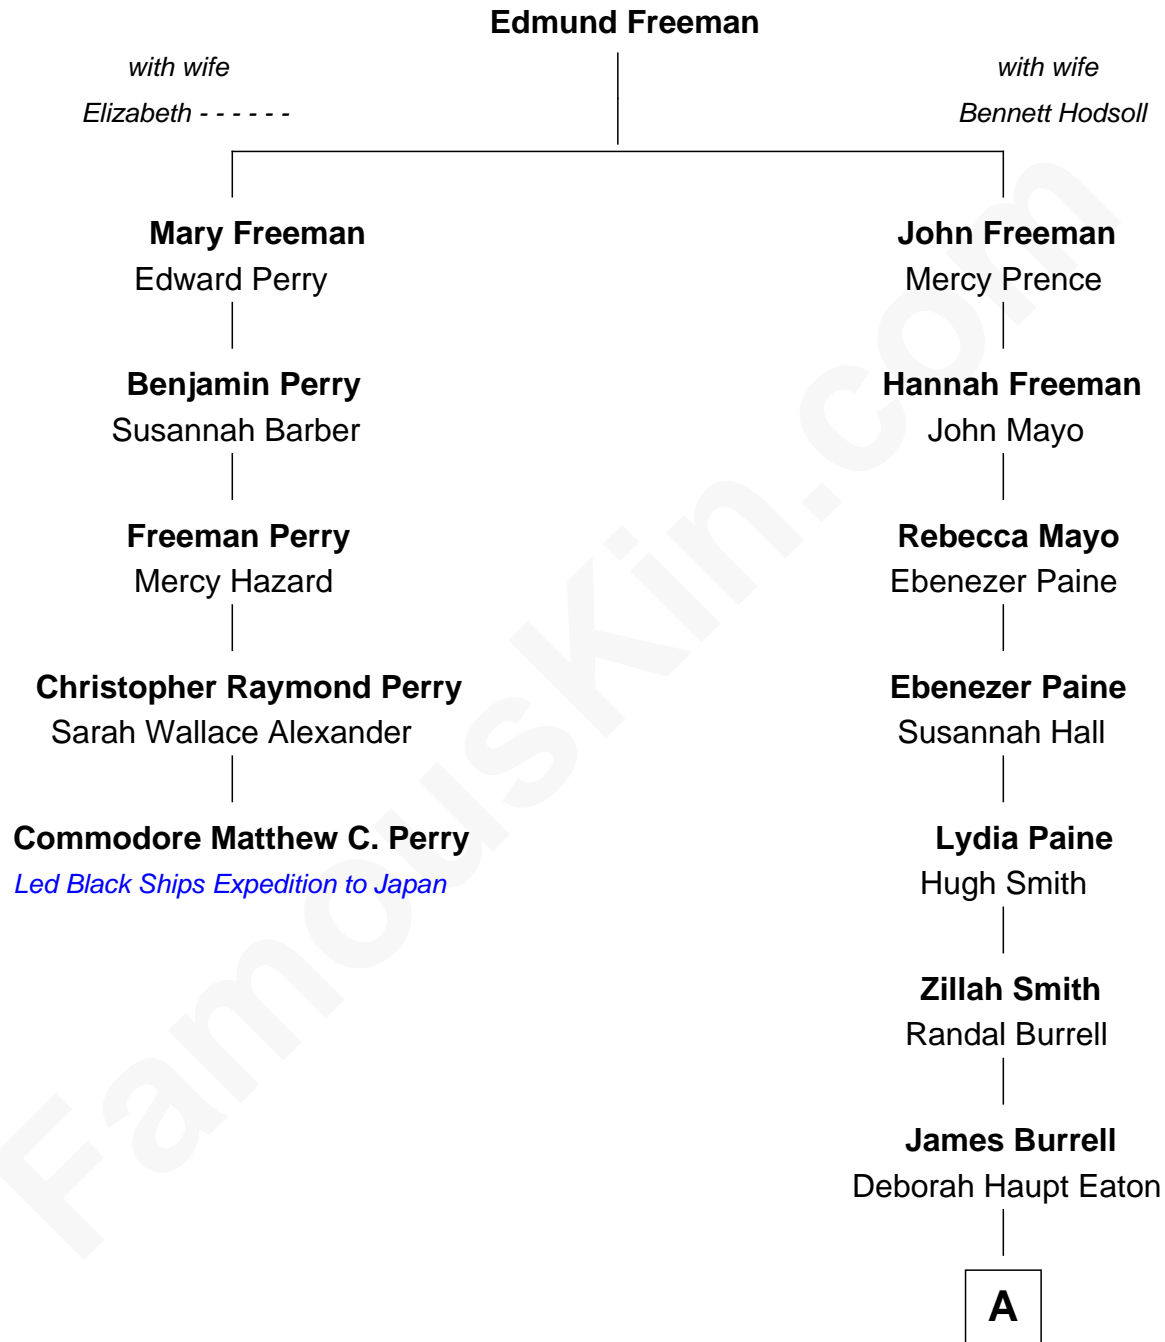 Edmund Freeman
with wife
Elizabeth - - - - - -
with wife
Bennett Hodsoll
Mary Freeman
Edward Perry
John Freeman
Mercy Prence
Benjamin Perry
Susannah Barber
Hannah Freeman
John Mayo
Freeman Perry
Mercy Hazard
Rebecca Mayo
Ebenezer Paine
Christopher Raymond Perry
Sarah Wallace Alexander
Ebenezer Paine
Susannah Hall
Commodore Matthew C. Perry
Led Black Ships Expedition to Japan
Lydia Paine
Hugh Smith
Zillah Smith
Randal Burrell
James Burrell
Deborah Haupt Eaton
A
FamousKin.com